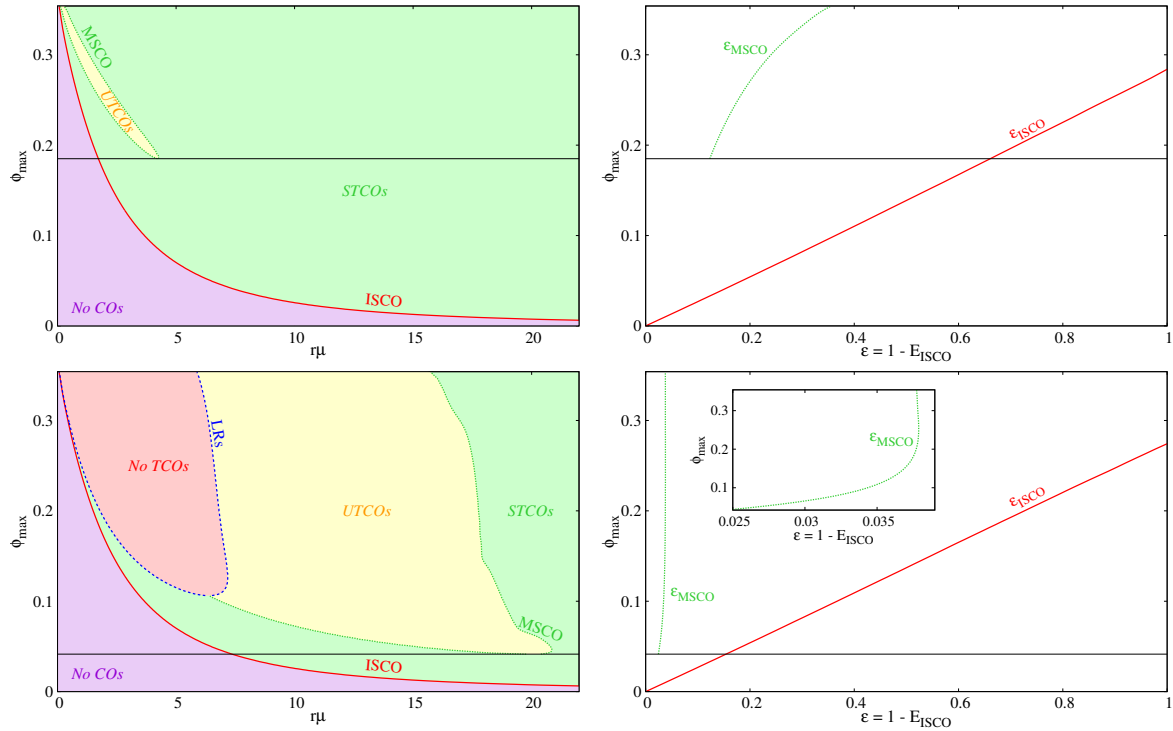 ϕmax
0.3
0.2
0.1
0
MSCO
UTCOs
STCOs
No COs
ISCO
0 5 10 15 20
rμ
ϕmax
0.3
0.2
0.1
0
εMSCO
εISCO
0 0.2 0.4 0.6 0.8 1
ε = 1 - EISCO
ϕmax
0.3
0.2
0.1
0
LRs
No TCOs
UTCOs
STCOs
MSCO
No COs
ISCO
0 5 10 15 20
rμ
ϕmax
0.3
0.2
0.1
0
ϕmax
0.3
0.2
0.1
εMSCO
0.025 0.03 0.035
ε = 1 - EISCO
εISCO
εMSCO
0 0.2 0.4 0.6 0.8 1
ε = 1 - EISCO